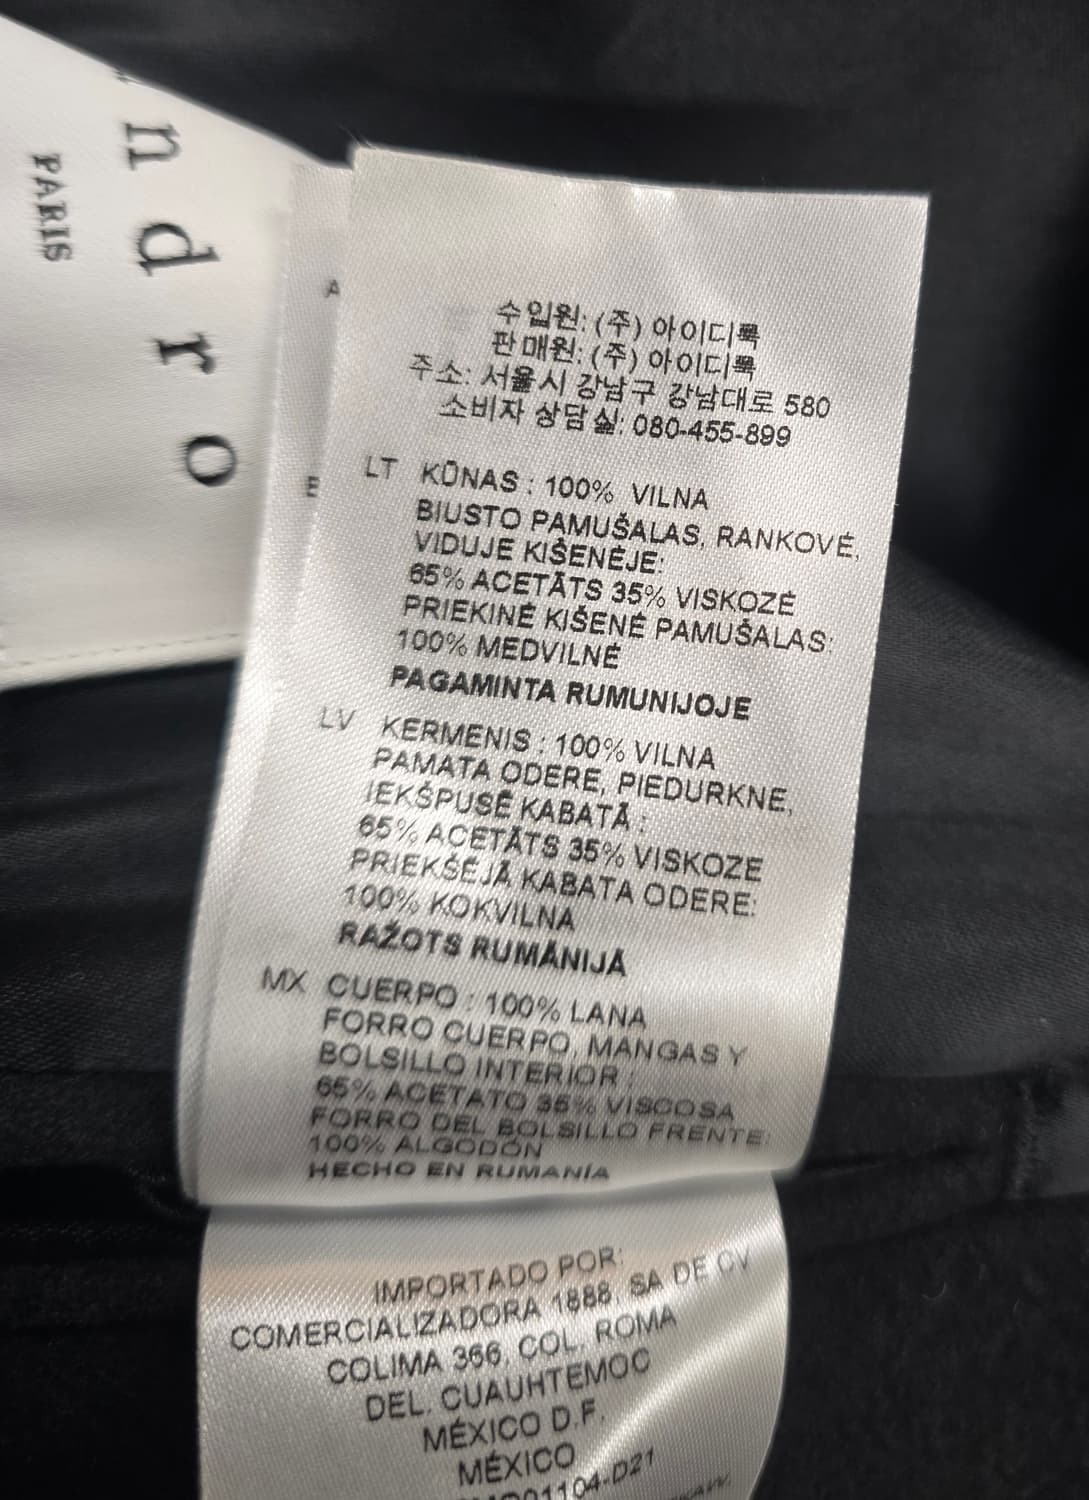 ndro
PARIS
A
E
수입원: (주) 아이디룩
판매원: (주) 아이디룩
주소: 서울시 강남구 강남대로 580
소비자 상담실: 080-455-899
LT KŪNAS : 100% VILNA
BIUSTO PAMUŠALAS, RANKOVĖ,
VIDUJE KIŠENĖJE:
65% ACETĀTS 35% VISKOZĖ
PRIEKINĖ KIŠENĖ PAMUŠALAS:
100% MEDVILNĖ
PAGAMINTA RUMUNIJOJE
LV ĶERMENIS : 100% VILNA
PAMATA ODERE, PIEDURKNE,
IEKŠPUSĒ KABATĀ :
65% ACETĀTS 35% VISKOZE
PRIEKŠĒJĀ KABATA ODERE:
100% KOKVILNA
RAŽOTS RUMĀNIJĀ
MX CUERPO : 100% LANA
FORRO CUERPO, MANGAS Y
BOLSILLO INTERIOR :
65% ACETATO 35% VISCOSA
FORRO DEL BOLSILLO FRENTE:
100% ALGODÓN
HECHO EN RUMANÍA
IMPORTADO POR:
COMERCIALIZADORA 1888, SA DE CV
COLIMA 366, COL. ROMA
DEL. CUAUHTEMOC
MÉXICO D.F.
MÉXICO
01104-D21